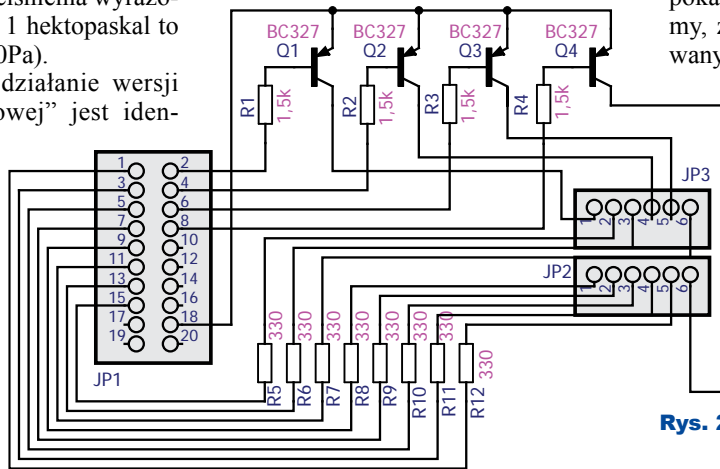 ciśnienia wyrażo-
1 hektopaskal to
0Pa).
działanie wersji
owej” jest iden-
poka
my, z
wany
BC327 BC327 BC327 BC327
Q1 Q2 Q3 Q4
R1 1,5k R2 1,5k R3 1,5k R4 1,5k
1 2
3 4
5 6
7 8
9 10
11 12
13 14
15 16
17 18
19 20
JP1
JP3
1 2 3 4 5 6
JP2
1 2 3 4 5 6
330 330 330 330 330 330 330 330
R5 R6 R7 R8 R9 R10 R11 R12
Rys. 2